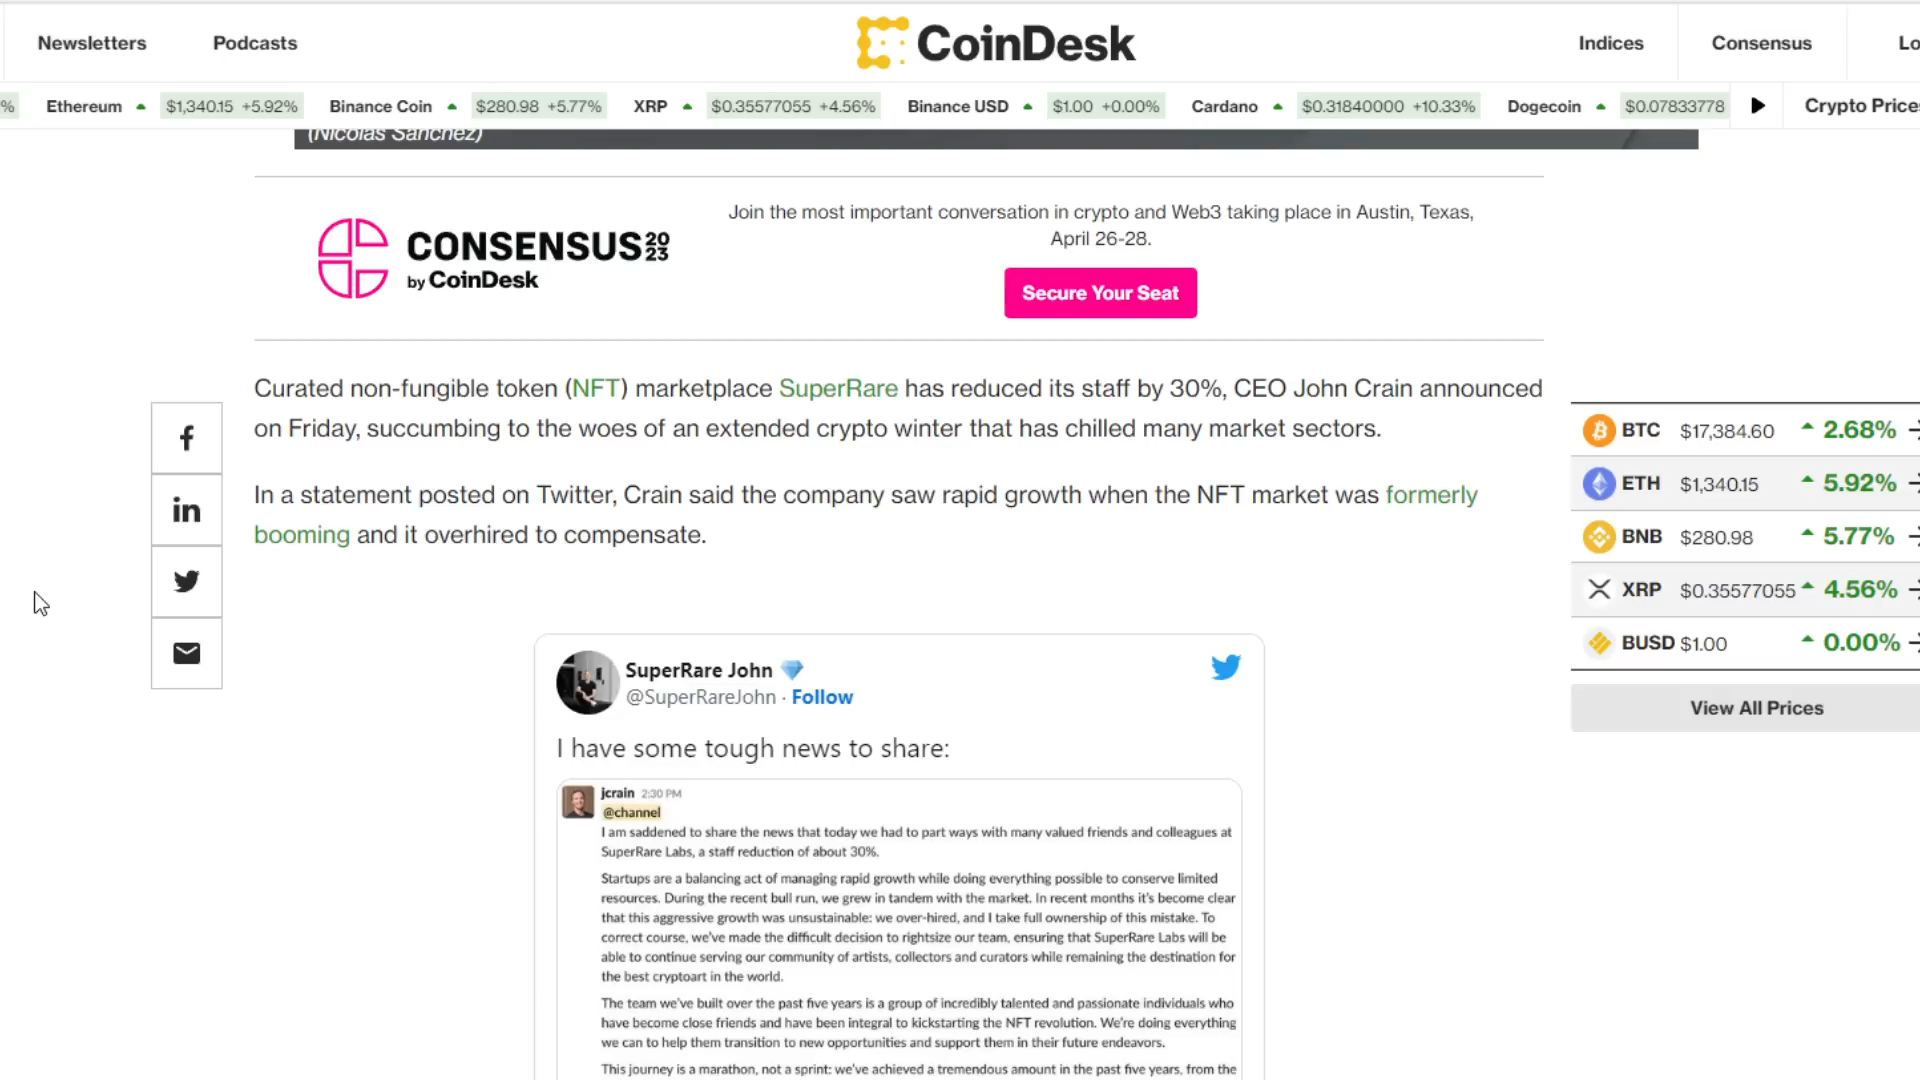 Newsletters Podcasts CoinDesk Indices Consensus Lo
% Ethereum $1,340.15 +5.92% Binance Coin $280.98 +5.77% XRP $0.35577055 +4.56% Binance USD $1.00 +0.00% Cardano $0.31840000 +10.33% Dogecoin $0.07833778 Crypto Prices
(Nicolas Sanchez)
Join the most important conversation in crypto and Web3 taking place in Austin, Texas,
April 26-28.
CONSENSUS 2023
by CoinDesk
Secure Your Seat
Curated non-fungible token (NFT) marketplace SuperRare has reduced its staff by 30%, CEO John Crain announced
on Friday, succumbing to the woes of an extended crypto winter that has chilled many market sectors.
In a statement posted on Twitter, Crain said the company saw rapid growth when the NFT market was formerly
booming and it overhired to compensate.
BTC $17,384.60 2.68%
ETH $1,340.15 5.92%
BNB $280.98 5.77%
XRP $0.35577055 4.56%
BUSD $1.00 0.00%
View All Prices
SuperRare John
@SuperRareJohn · Follow
I have some tough news to share:
jcrain 2:30 PM
@channel
I am saddened to share the news that today we had to part ways with many valued friends and colleagues at
SuperRare Labs, a staff reduction of about 30%.
Startups are a balancing act of managing rapid growth while doing everything possible to conserve limited
resources. During the recent bull run, we grew in tandem with the market. In recent months it's become clear
that this aggressive growth was unsustainable: we over-hired, and I take full ownership of this mistake. To
correct course, we've made the difficult decision to rightsize our team, ensuring that SuperRare Labs will be
able to continue serving our community of artists, collectors and curators while remaining the destination for
the best cryptoart in the world.
The team we've built over the past five years is a group of incredibly talented and passionate individuals who
have become close friends and have been integral to kickstarting the NFT revolution. We're doing everything
we can to help them transition to new opportunities and support them in their future endeavors.
This journey is a marathon, not a sprint: we've achieved a tremendous amount in the past five years, from the